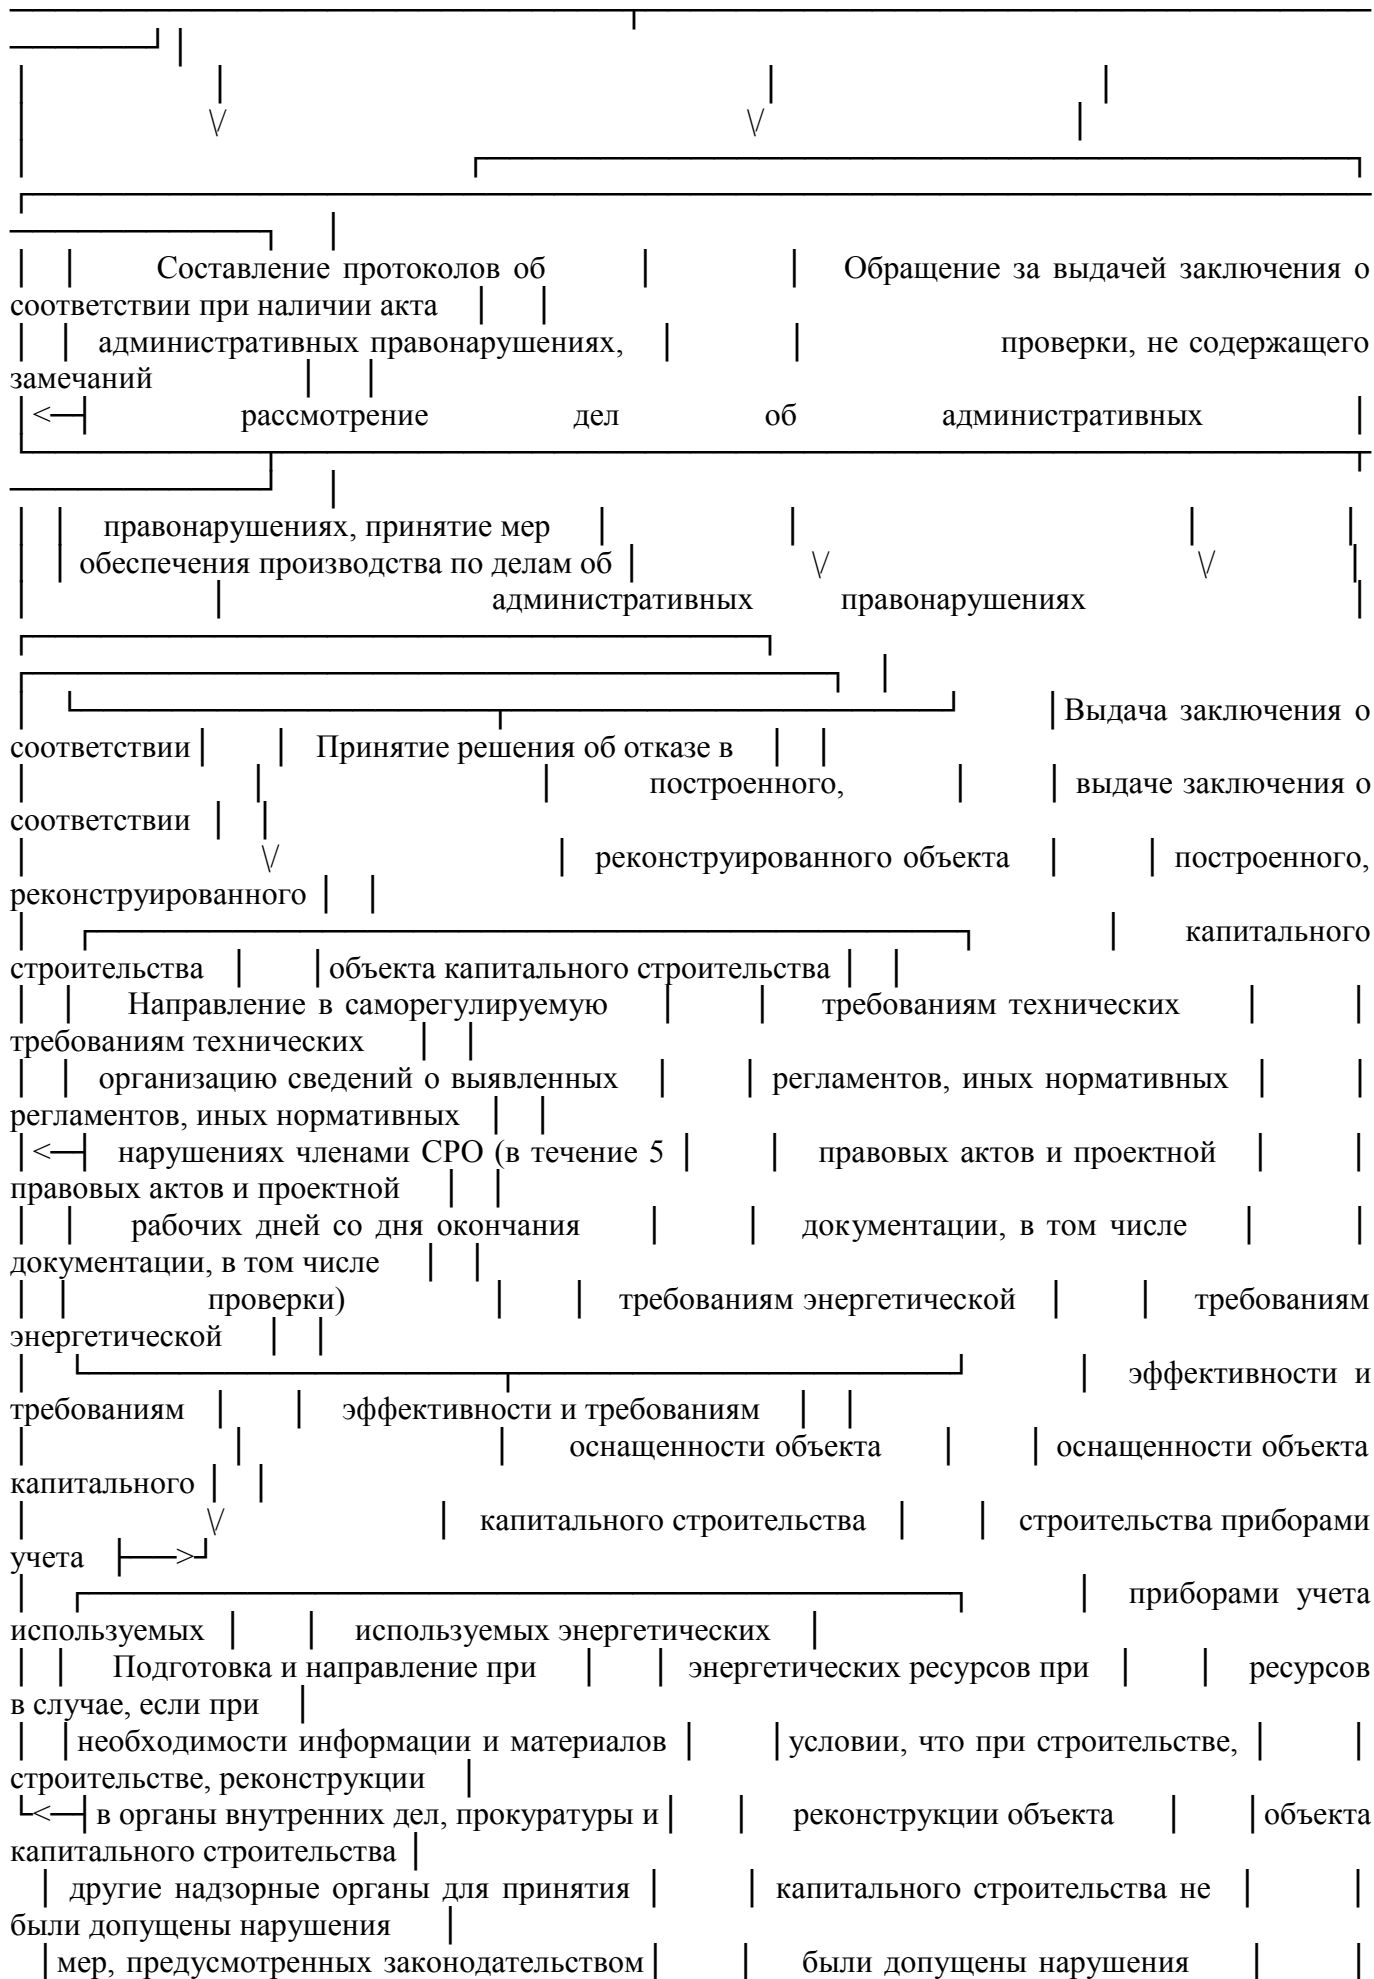 Составление протоколов об Обращение за выдачей заключения о
соответствии при наличии акта
административных правонарушениях, проверки, не содержащего
замечаний
рассмотрение дел об административных
правонарушениях, принятие мер
обеспечения производства по делам об
административных правонарушениях
Выдача заключения о
соответствии Принятие решения об отказе в
построенного, выдаче заключения о
соответствии
реконструированного объекта построенного,
реконструированного
капитального
строительства объекта капитального строительства
Направление в саморегулируемую требованиям технических
требованиям технических
организацию сведений о выявленных регламентов, иных нормативных
регламентов, иных нормативных
нарушениях членами СРО (в течение 5 правовых актов и проектной
правовых актов и проектной
рабочих дней со дня окончания документации, в том числе
документации, в том числе
проверки) требованиям энергетической требованиям
энергетической
эффективности и
требованиям эффективности и требованиям
оснащенности объекта оснащенности объекта
капитального
капитального строительства строительства приборами
учета
приборами учета
используемых используемых энергетических
Подготовка и направление при энергетических ресурсов при ресурсов
в случае, если при
необходимости информации и материалов условии, что при строительстве,
строительстве, реконструкции
в органы внутренних дел, прокуратуры и реконструкции объекта объекта
капитального строительства
другие надзорные органы для принятия капитального строительства не
были допущены нарушения
мер, предусмотренных законодательством были допущены нарушения